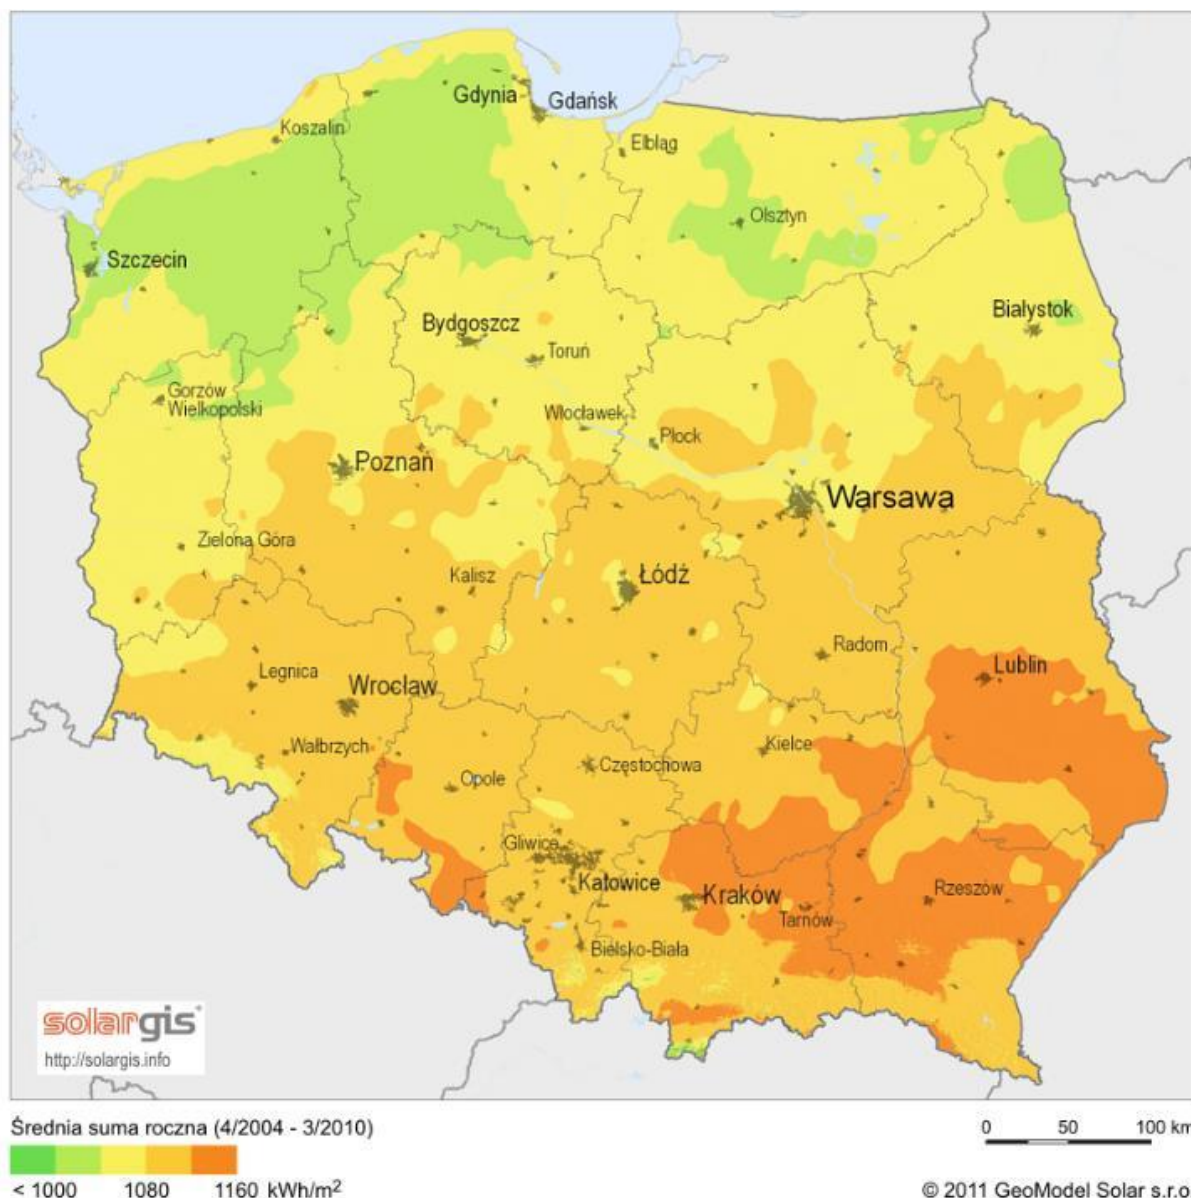 Gdynia
Gdańsk
Koszalin
Elbląg
Olsztyn
Szczecin
Białystok
Bydgoszcz
Toruń
Gorzów
Wielkopolski
Włocławek
Płock
Poznań
Warsawa
Zielona Góra
Kalisz
Łódź
Radom
Lublin
Legnica
Wrocław
Wałbrzych
Kielce
Opole
Częstochowa
Gliwice
Katowice
Kraków
Rzeszów
Tarnów
Bielsko-Biała
solargis
http://solargis.info
Średnia suma roczna (4/2004 - 3/2010)
0 50 100 km
< 1000 1080 1160 kWh/m²
© 2011 GeoModel Solar s.r.o